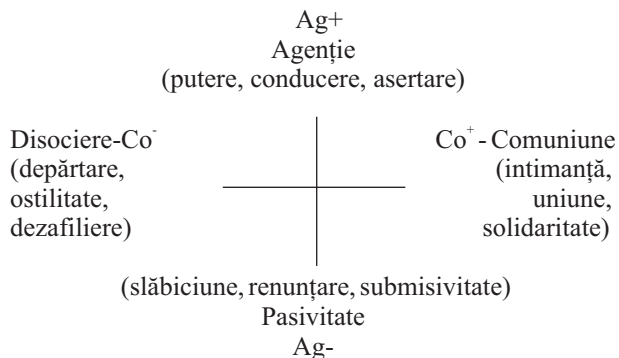 Ag+
Agenție
(putere, conducere, asertare)
Disociere-Co⁻
(depărtare,
ostilitate,
dezafiliere)
Co⁺ - Comuniune
(intimanță,
uniune,
solidaritate)
(slăbiciune, renunțare, submisivitate)
Pasivitate
Ag-